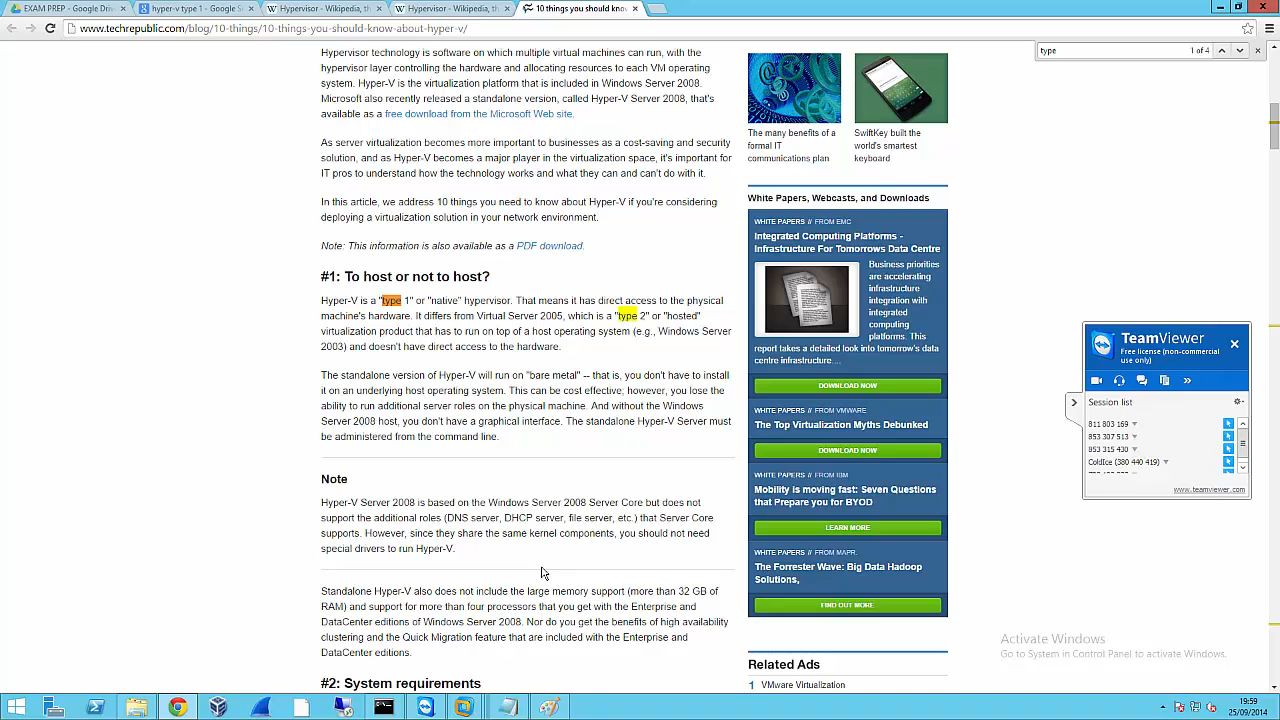 EXAM PREP - Google Driv
hyper-v type 1 - Google S
Hypervisor - Wikipedia, th
Hypervisor - Wikipedia, th
10 things you should know
www.techrepublic.com/blog/10-things/10-things-you-should-know-about-hyper-v/
type
1 of 4
Hypervisor technology is software on which multiple virtual machines can run, with the
hypervisor layer controlling the hardware and allocating resources to each VM operating
system. Hyper-V is the virtualization platform that is included in Windows Server 2008.
Microsoft also recently released a standalone version, called Hyper-V Server 2008, that's
available as a free download from the Microsoft Web site.
As server virtualization becomes more important to businesses as a cost-saving and security
solution, and as Hyper-V becomes a major player in the virtualization space, it's important for
IT pros to understand how the technology works and what they can and can't do with it.
In this article, we address 10 things you need to know about Hyper-V if you're considering
deploying a virtualization solution in your network environment.
Note: This information is also available as a PDF download.
#1: To host or not to host?
Hyper-V is a "type 1" or "native" hypervisor. That means it has direct access to the physical
machine's hardware. It differs from Virtual Server 2005, which is a "type 2" or "hosted"
virtualization product that has to run on top of a host operating system (e.g., Windows Server
2003) and doesn't have direct access to the hardware.
The standalone version of Hyper-V will run on "bare metal" -- that is, you don't have to install
it on an underlying host operating system. This can be cost effective; however, you lose the
ability to run additional server roles on the physical machine. And without the Windows
Server 2008 host, you don't have a graphical interface. The standalone Hyper-V Server must
be administered from the command line.
Note
Hyper-V Server 2008 is based on the Windows Server 2008 Server Core but does not
support the additional roles (DNS server, DHCP server, file server, etc.) that Server Core
supports. However, since they share the same kernel components, you should not need
special drivers to run Hyper-V.
Standalone Hyper-V also does not include the large memory support (more than 32 GB of
RAM) and support for more than four processors that you get with the Enterprise and
DataCenter editions of Windows Server 2008. Nor do you get the benefits of high availability
clustering and the Quick Migration feature that are included with the Enterprise and
DataCenter editions.
#2: System requirements
The many benefits of a
formal IT
communications plan
SwiftKey built the
world's smartest
keyboard
White Papers, Webcasts, and Downloads
WHITE PAPERS // FROM EMC
Integrated Computing Platforms -
Infrastructure For Tomorrows Data Centre
Business priorities
are accelerating
infrastructure
integration with
integrated
computing
platforms. This
report takes a detailed look into tomorrow's data
centre infrastructure....
DOWNLOAD NOW
WHITE PAPERS // FROM VMWARE
The Top Virtualization Myths Debunked
DOWNLOAD NOW
WHITE PAPERS // FROM IBM
Mobility is moving fast: Seven Questions
that Prepare you for BYOD
LEARN MORE
WHITE PAPERS // FROM MAPR.
The Forrester Wave: Big Data Hadoop
Solutions,
FIND OUT MORE
Related Ads
1 VMware Virtualization
TeamViewer
Free license (non-commercial
use only)
Session list
811 803 169
853 307 513
853 315 430
ColdIce (380 440 419)
www.teamviewer.com
Activate Windows
Go to System in Control Panel to activate Windows.
19:59
25/09/2014